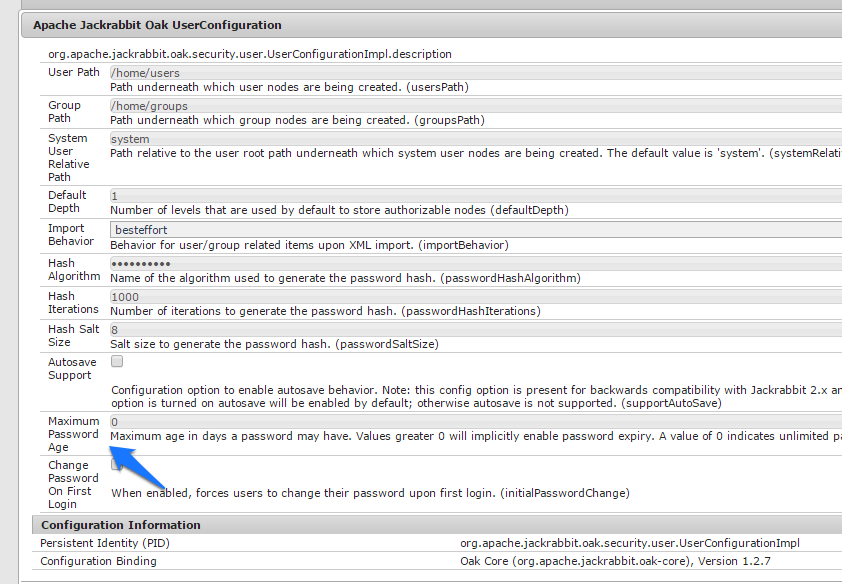 Apache Jackrabbit Oak UserConfiguration
org.apache.jackrabbit.oak.security.user.UserConfigurationImpl.description
User Path
/home/users
Path underneath which user nodes are being created. (usersPath)
Group
Path
/home/groups
Path underneath which group nodes are being created. (groupsPath)
System
User
Relative
Path
system
Path relative to the user root path underneath which system user nodes are being created. The default value is 'system'. (systemRelati
Default
Depth
1
Number of levels that are used by default to store authorizable nodes (defaultDepth)
Import
Behavior
besteffort
Behavior for user/group related items upon XML import. (importBehavior)
Hash
Algorithm
••••••••••
Name of the algorithm used to generate the password hash. (passwordHashAlgorithm)
Hash
Iterations
1000
Number of iterations to generate the password hash. (passwordHashIterations)
Hash Salt
Size
8
Salt size to generate the password hash. (passwordSaltSize)
Autosave
Support
Configuration option to enable autosave behavior. Note: this config option is present for backwards compatibility with Jackrabbit 2.x an
option is turned on autosave will be enabled by default; otherwise autosave is not supported. (supportAutoSave)
Maximum
Password
Age
0
Maximum age in days a password may have. Values greater 0 will implicitly enable password expiry. A value of 0 indicates unlimited pa
Change
Password
On First
Login
When enabled, forces users to change their password upon first login. (initialPasswordChange)
Configuration Information
Persistent Identity (PID)
org.apache.jackrabbit.oak.security.user.UserConfigurationImpl
Configuration Binding
Oak Core (org.apache.jackrabbit.oak-core), Version 1.2.7